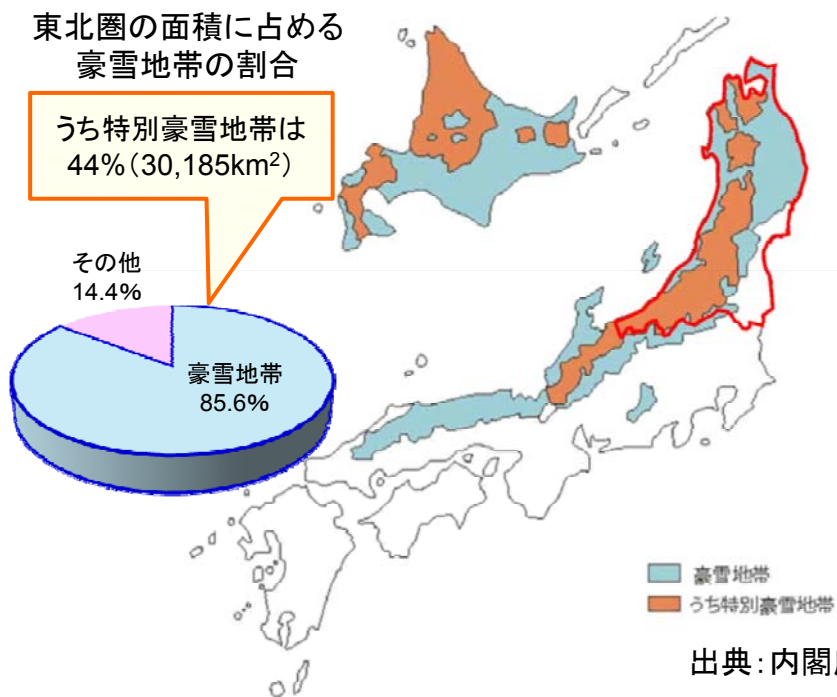 東北圏の面積に占める
豪雪地帯の割合
うち特別豪雪地帯は
44%(30,185km²)
その他
14.4%
豪雪地帯
85.6%
豪雪地帯
うち特別豪雪地帯
出典:内閣